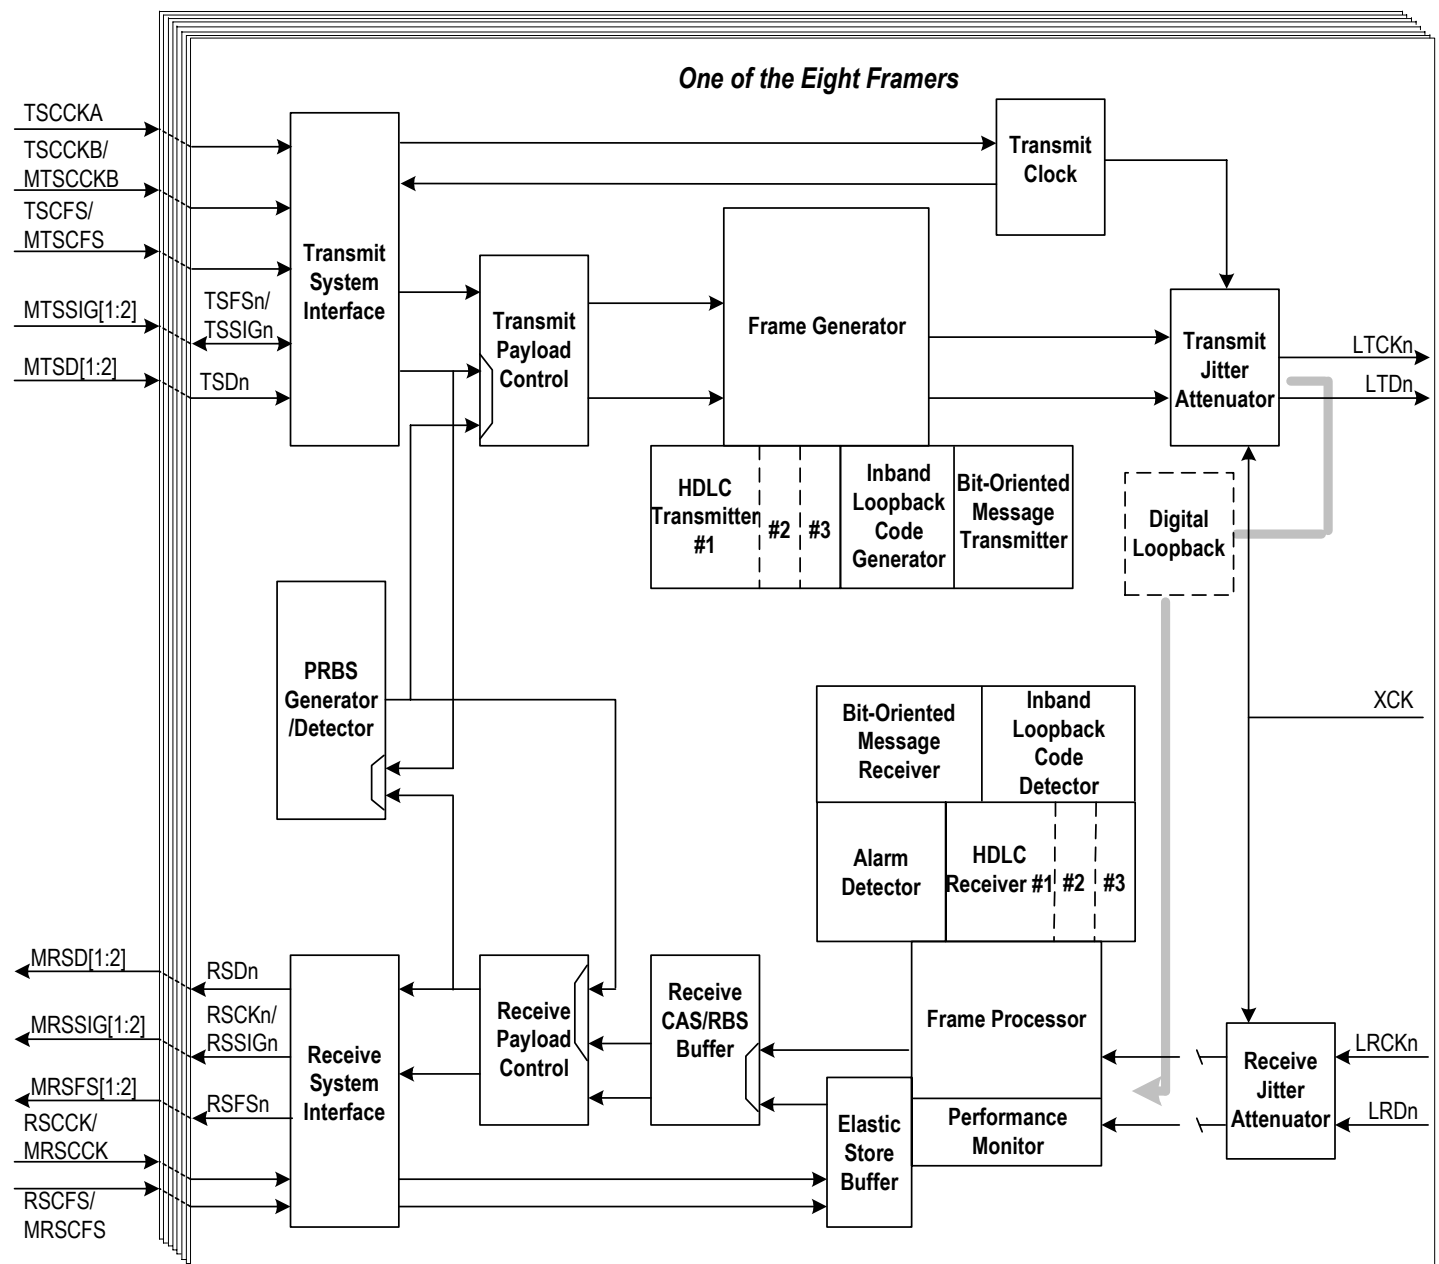 One of the Eight Framers
TSCCKA
TSCCKB/
MTSCCKB
TSCFS/
MTSCFS
MTSSIG[1:2]
MTSD[1:2]
TSFSn/
TSSIGn
TSDn
Transmit
System
Interface
Transmit
Payload
Control
Frame Generator
Transmit
Clock
Transmit
Jitter
Attenuator
LTCKn
LTDn
HDLC
Transmitter
#1
#2
#3
Inband
Loopback
Code
Generator
Bit-Oriented
Message
Transmitter
Digital
Loopback
PRBS
Generator
/Detector
XCK
Bit-Oriented
Message
Receiver
Inband
Loopback
Code
Detector
Alarm
Detector
HDLC
Receiver #1
#2
#3
MRSD[1:2]
MRSSIG[1:2]
MRSFS[1:2]
RSCCK/
MRSCCK
RSCFS/
MRSCFS
RSDn
RSCKn/
RSSIGn
RSFSn
Receive
System
Interface
Receive
Payload
Control
Receive
CAS/RBS
Buffer
Elastic
Store
Buffer
Frame Processor
Performance
Monitor
Receive
Jitter
Attenuator
LRCKn
LRDn